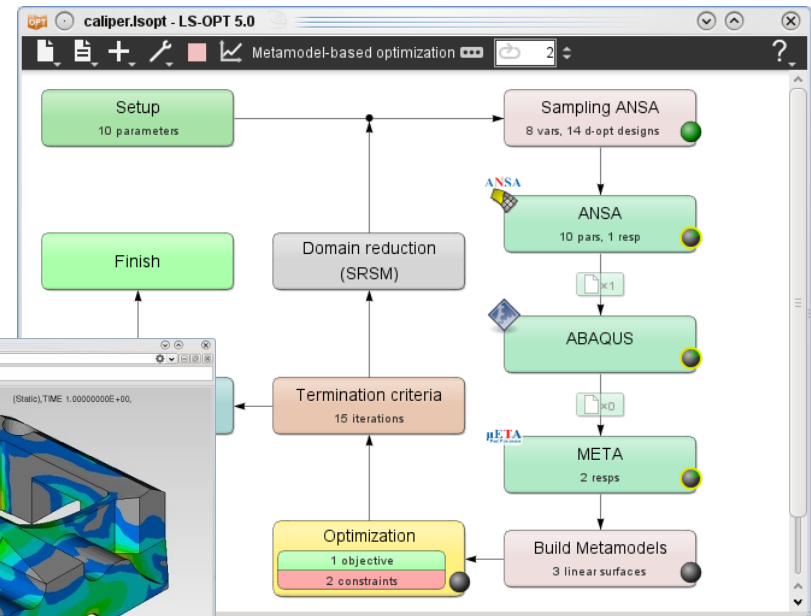 caliper.lsopt - LS-OPT 5.0
Metamodel-based optimization
2
?
Setup
10 parameters
Sampling ANSA
8 vars, 14 d-opt designs
ANSA
ANSA
10 pars, 1 resp
×1
Finish
Domain reduction
(SRSM)
ABAQUS
×0
(Static),TIME 1.00000000E+00,
Termination criteria
15 iterations
μETA
META
2 resps
Optimization
1 objective
2 constraints
Build Metamodels
3 linear surfaces